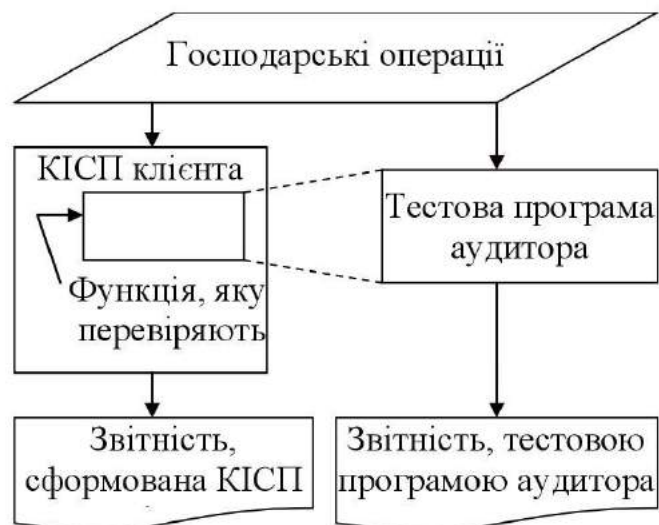 Господарські операції
КІСП клієнта
Функція, яку
перевіряють
Тестова програма
аудитора
Звітність,
сформована КІСП
Звітність, тестовою
програмою аудитора